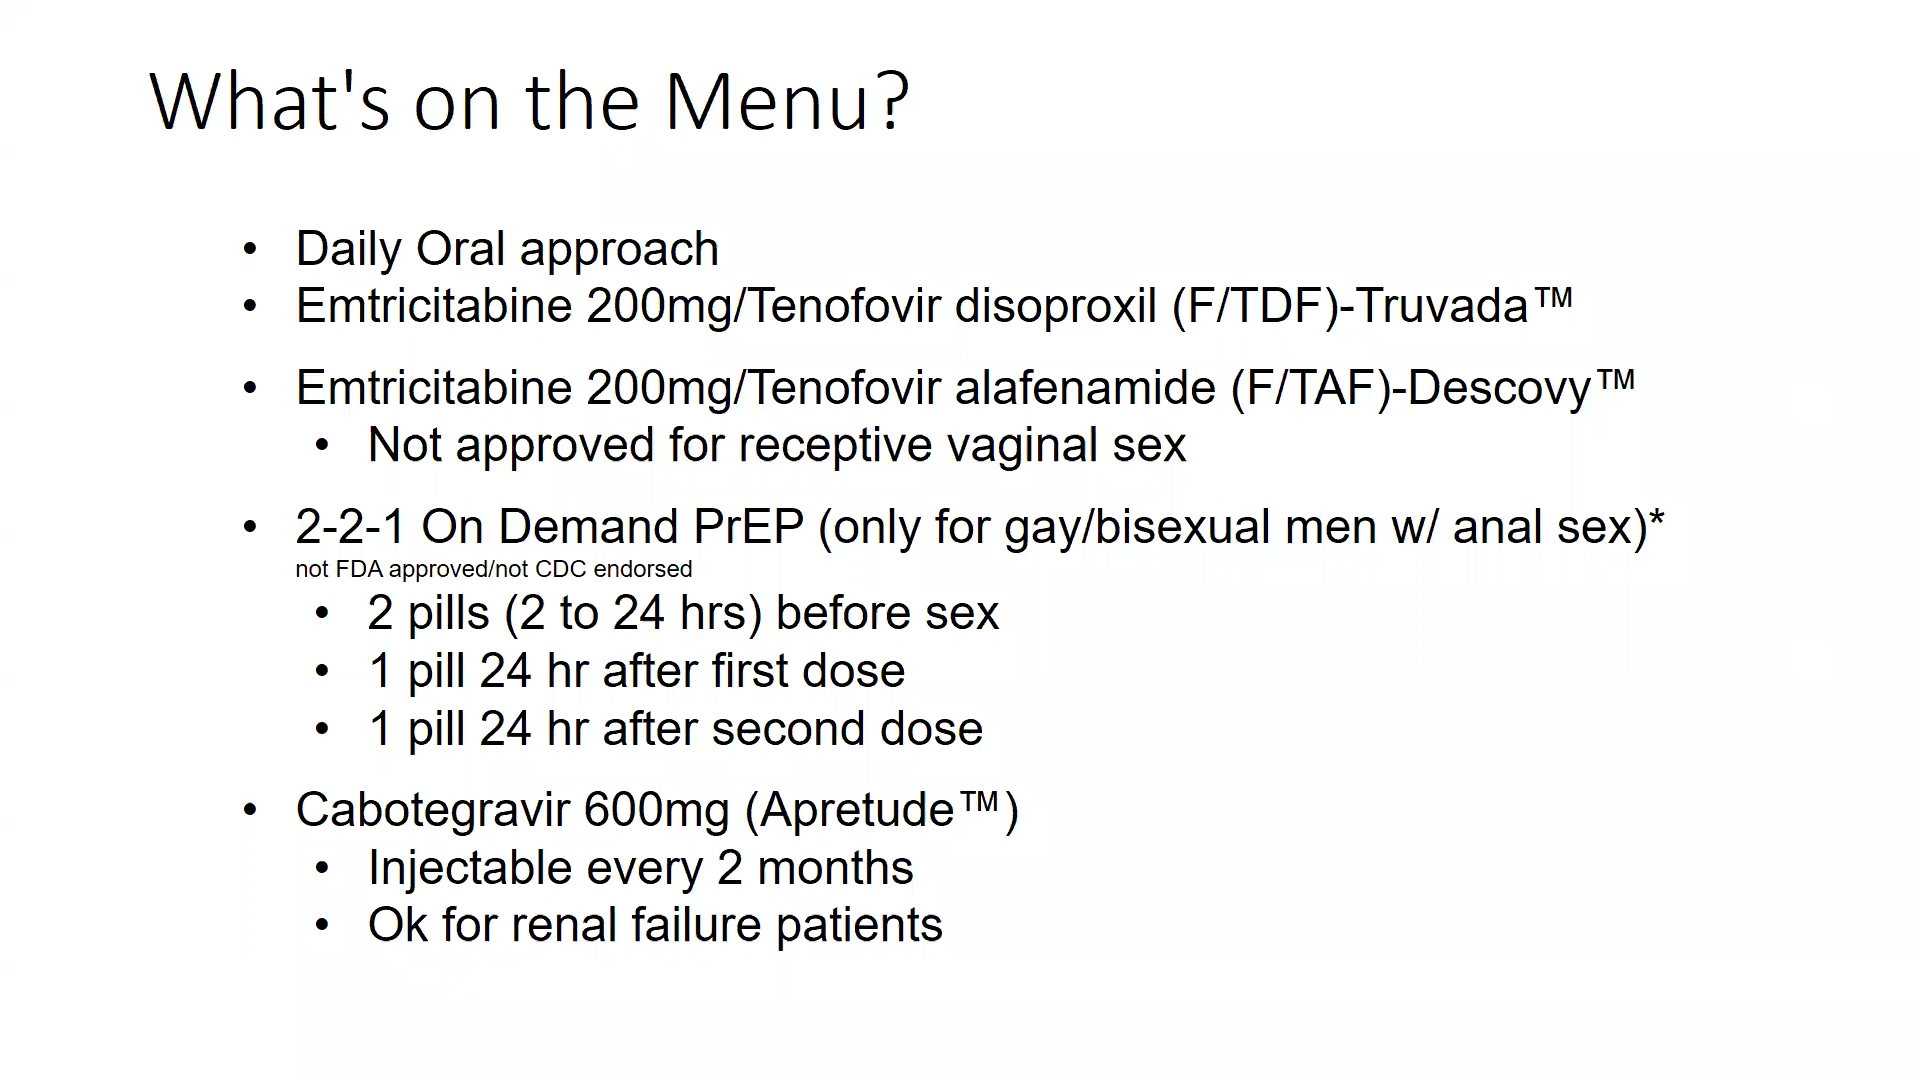 What's on the Menu?
• Daily Oral approach
• Emtricitabine 200mg/Tenofovir disoproxil (F/TDF)-Truvada™
• Emtricitabine 200mg/Tenofovir alafenamide (F/TAF)-Descovy™
• Not approved for receptive vaginal sex
• 2-2-1 On Demand PrEP (only for gay/bisexual men w/ anal sex)*
not FDA approved/not CDC endorsed
• 2 pills (2 to 24 hrs) before sex
• 1 pill 24 hr after first dose
• 1 pill 24 hr after second dose
• Cabotegravir 600mg (Apretude™)
• Injectable every 2 months
• Ok for renal failure patients